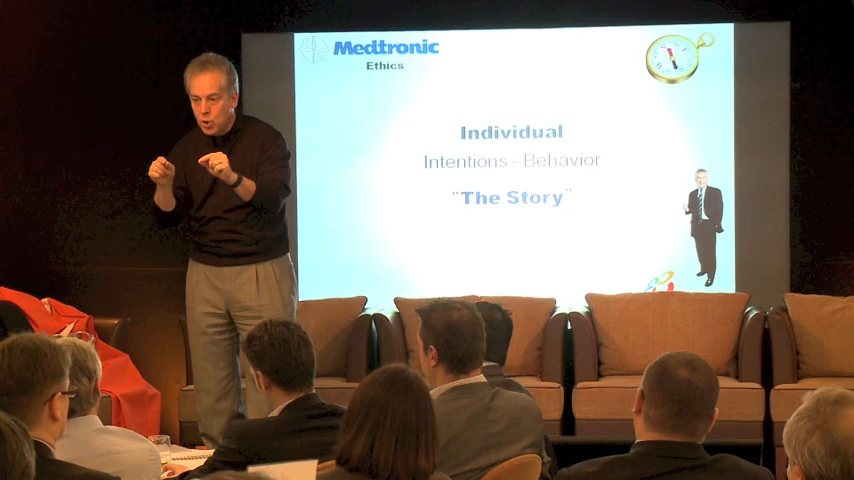 Medtronic
Ethics
Individual
Intentions - Behavior
"The Story"